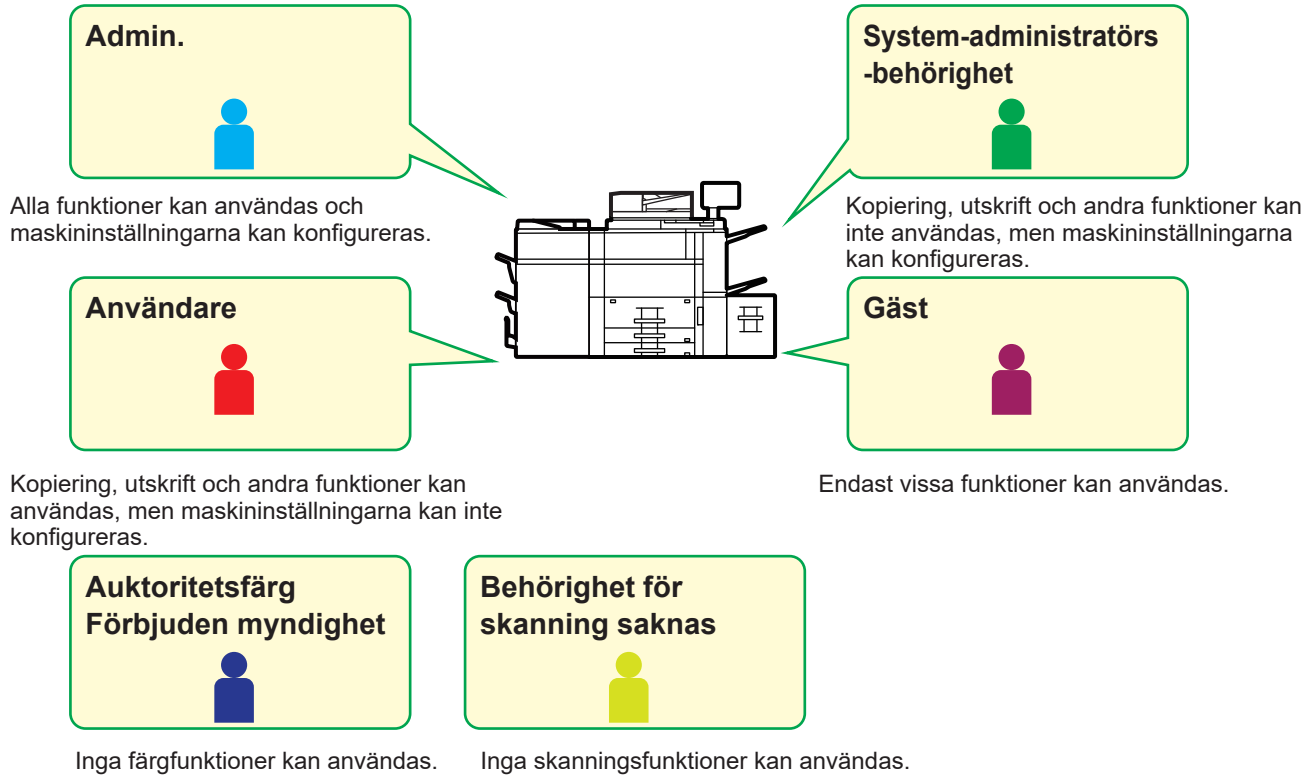 Admin.
Alla funktioner kan användas och
maskininställningarna kan konfigureras.
System-administratörs
-behörighet
Kopiering, utskrift och andra funktioner kan
inte användas, men maskininställningarna
kan konfigureras.
Användare
Kopiering, utskrift och andra funktioner kan
användas, men maskininställningarna kan inte
konfigureras.
Gäst
Endast vissa funktioner kan användas.
Auktoritetsfärg
Förbjuden myndighet
Inga färgfunktioner kan användas.
Behörighet för
skanning saknas
Inga skanningsfunktioner kan användas.